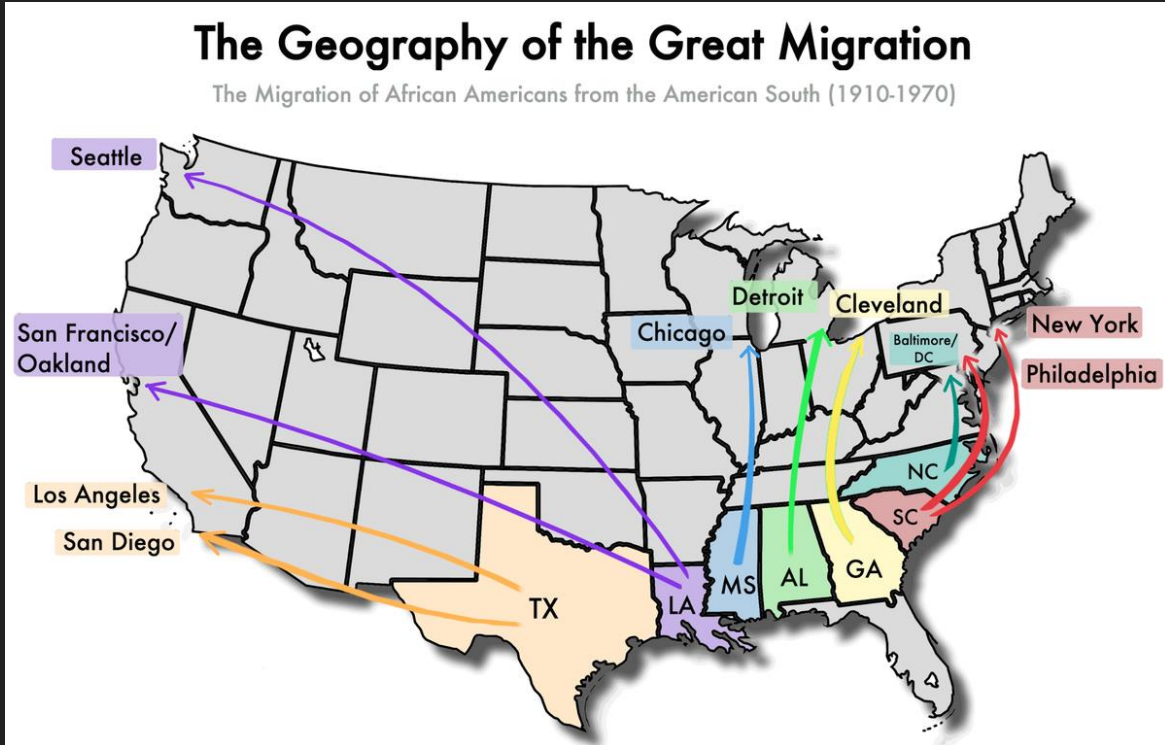 The Geography of the Great Migration
The Migration of African Americans from the American South (1910-1970)
Seattle
San Francisco/
Oakland
Los Angeles
San Diego
Chicago
Detroit
Cleveland
Baltimore/
DC
New York
Philadelphia
NC
SC
TX
LA
MS
AL
GA